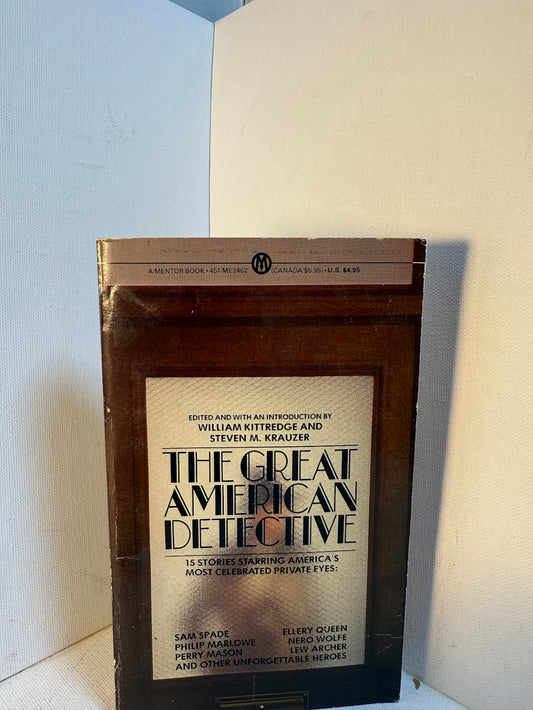 A MENTOR BOOK • 451-ME2462 M (CANADA $5.95) • U.S. $4.95
EDITED AND WITH AN INTRODUCTION BY
WILLIAM KITTREDGE AND
STEVEN M. KRAUZER
THE GREAT
AMERICAN
DETECTIVE
15 STORIES STARRING AMERICA'S
MOST CELEBRATED PRIVATE EYES:
SAM SPADE ELLERY QUEEN
PHILIP MARLOWE NERO WOLFE
PERRY MASON LEW ARCHER
AND OTHER UNFORGETTABLE HEROES